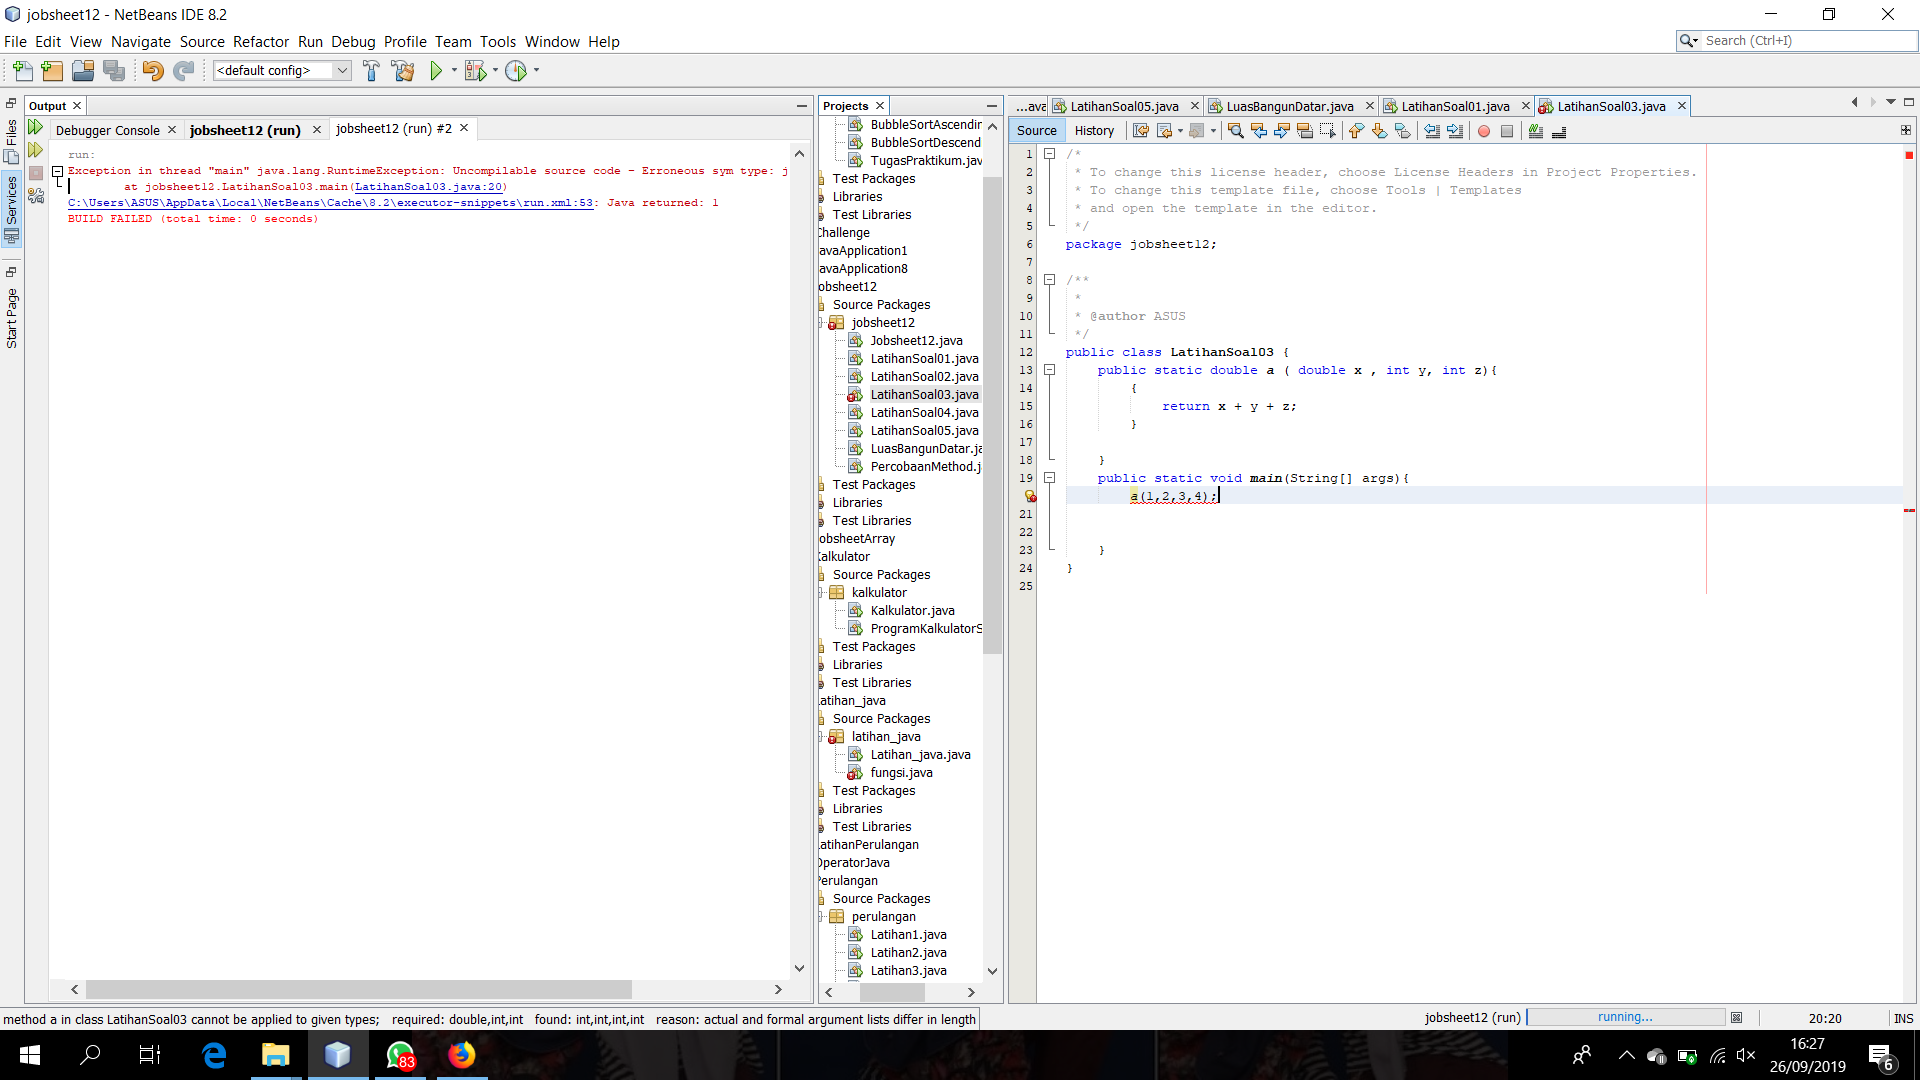 jobsheet12 - NetBeans IDE 8.2
File Edit View Navigate Source Refactor Run Debug Profile Team Tools Window Help
Search (Ctrl+I)
<default config>
Files
Services
Start Page
Output
Debugger Console
jobsheet12 (run)
jobsheet12 (run) #2
run:
Exception in thread "main" java.lang.RuntimeException: Uncompilable source code - Erroneous sym type: j
at jobsheet12.LatihanSoal03.main(LatihanSoal03.java:20)
C:\Users\ASUS\AppData\Local\NetBeans\Cache\8.2\executor-snippets\run.xml:53: Java returned: 1
BUILD FAILED (total time: 0 seconds)
Projects
BubbleSortAscendin
BubbleSortDescend
TugasPraktikum.jav
Test Packages
Libraries
Test Libraries
Challenge
avaApplication1
avaApplication8
obsheet12
Source Packages
jobsheet12
Jobsheet12.java
LatihanSoal01.java
LatihanSoal02.java
LatihanSoal03.java
LatihanSoal04.java
LatihanSoal05.java
LuasBangunDatar.ja
PercobaanMethod.j
Test Packages
Libraries
Test Libraries
obsheetArray
Kalkulator
Source Packages
kalkulator
Kalkulator.java
ProgramKalkulatorS
Test Packages
Libraries
Test Libraries
Latihan_java
Source Packages
latihan_java
Latihan_java.java
fungsi.java
Test Packages
Libraries
Test Libraries
LatihanPerulangan
OperatorJava
Perulangan
Source Packages
perulangan
Latihan1.java
Latihan2.java
Latihan3.java
...ava LatihanSoal05.java LuasBangunDatar.java LatihanSoal01.java LatihanSoal03.java
Source History
1 /*
2 * To change this license header, choose License Headers in Project Properties.
3 * To change this template file, choose Tools | Templates
4 * and open the template in the editor.
5 */
6 package jobsheet12;
7
8 /**
9 *
10 * @author ASUS
11 */
12 public class LatihanSoal03 {
13 public static double a ( double x , int y, int z){
14 {
15 return x + y + z;
16 }
17
18 }
19 public static void main(String[] args){
a(1,2,3,4);
21
22
23 }
24 }
25
method a in class LatihanSoal03 cannot be applied to given types; required: double,int,int found: int,int,int,int reason: actual and formal argument lists differ in length
jobsheet12 (run) running... 20:20 INS
83
16:27
26/09/2019
6